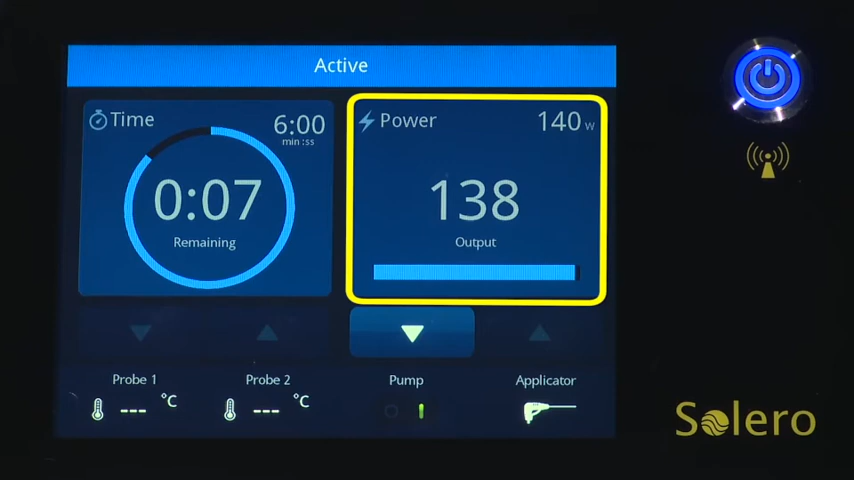 Active
Time
6:00
min :ss
0:07
Remaining
Power
140 w
138
Output
Probe 1
--- °C
Probe 2
--- °C
Pump
Applicator
Solero